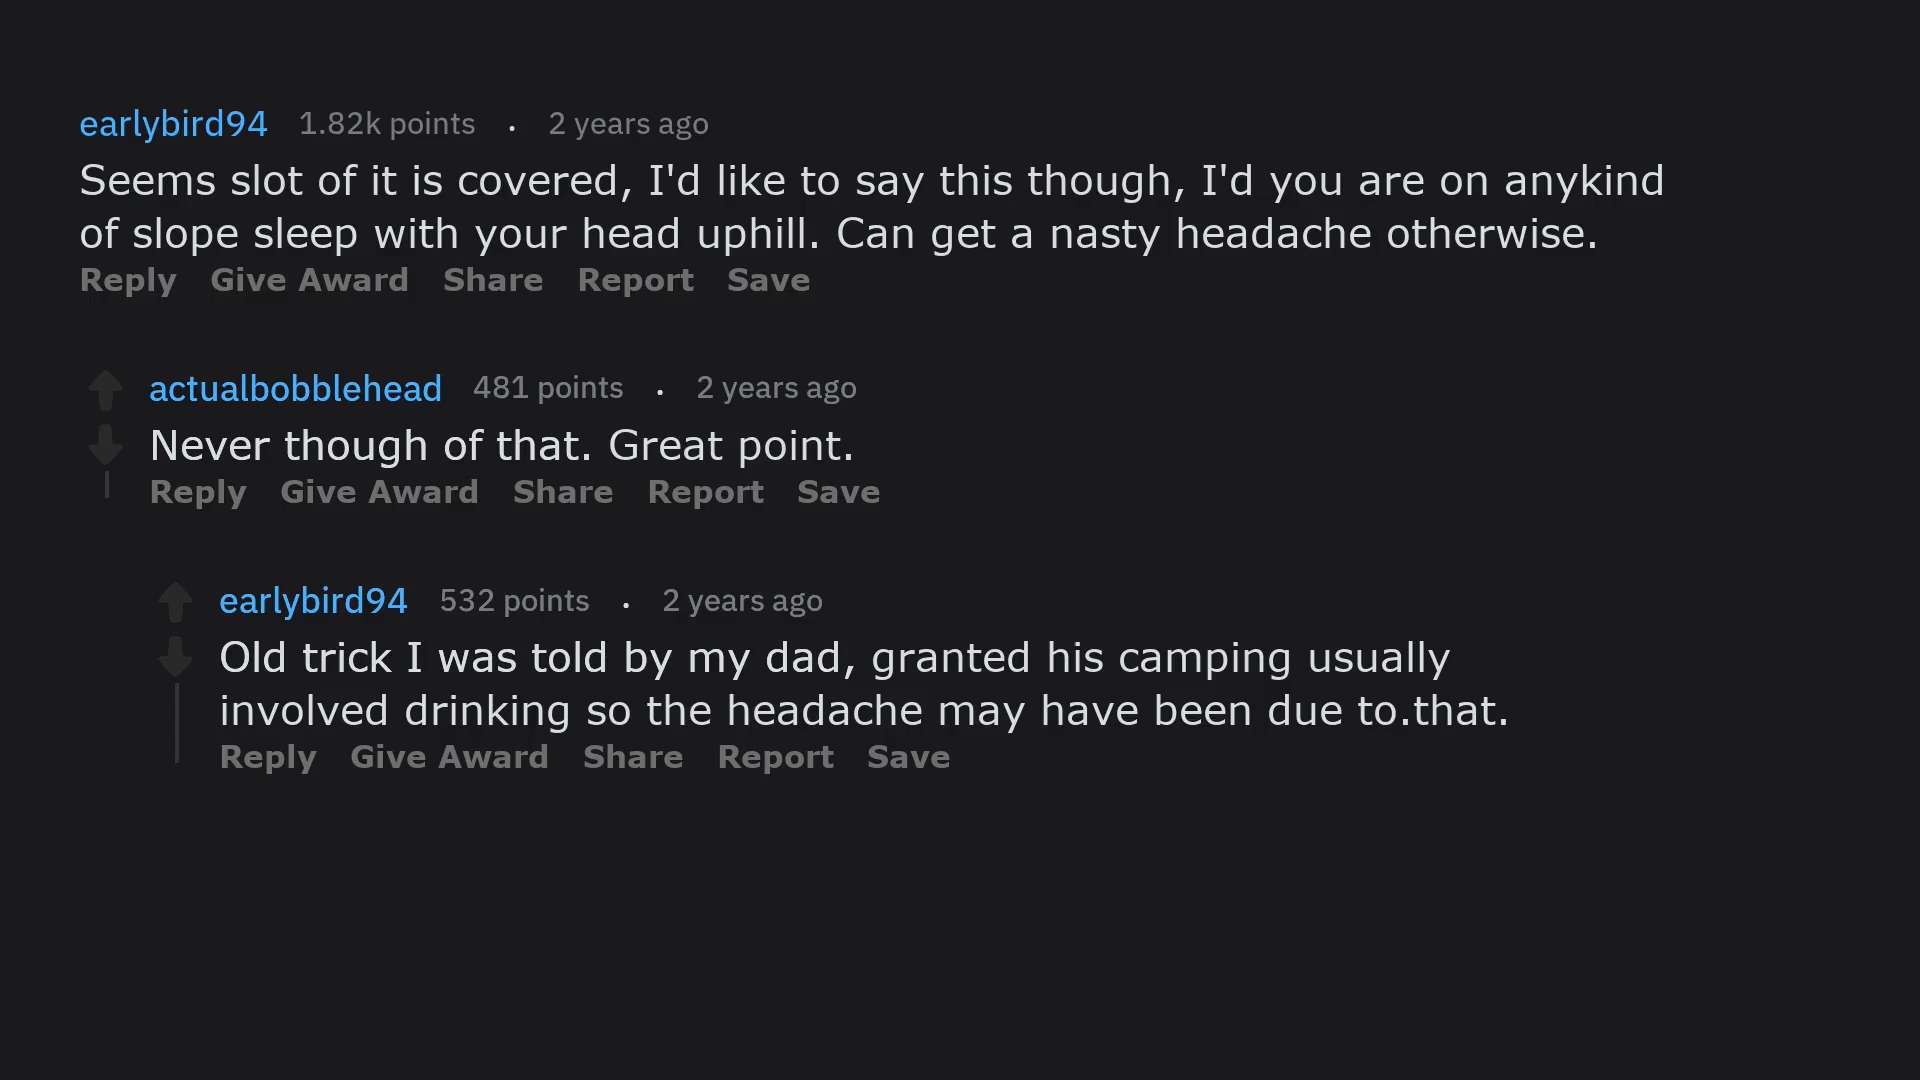 earlybird94 1.82k points . 2 years ago
Seems slot of it is covered, I'd like to say this though, I'd you are on anykind
of slope sleep with your head uphill. Can get a nasty headache otherwise.
Reply Give Award Share Report Save
actualbobblehead 481 points . 2 years ago
Never though of that. Great point.
Reply Give Award Share Report Save
earlybird94 532 points . 2 years ago
Old trick I was told by my dad, granted his camping usually
involved drinking so the headache may have been due to.that.
Reply Give Award Share Report Save